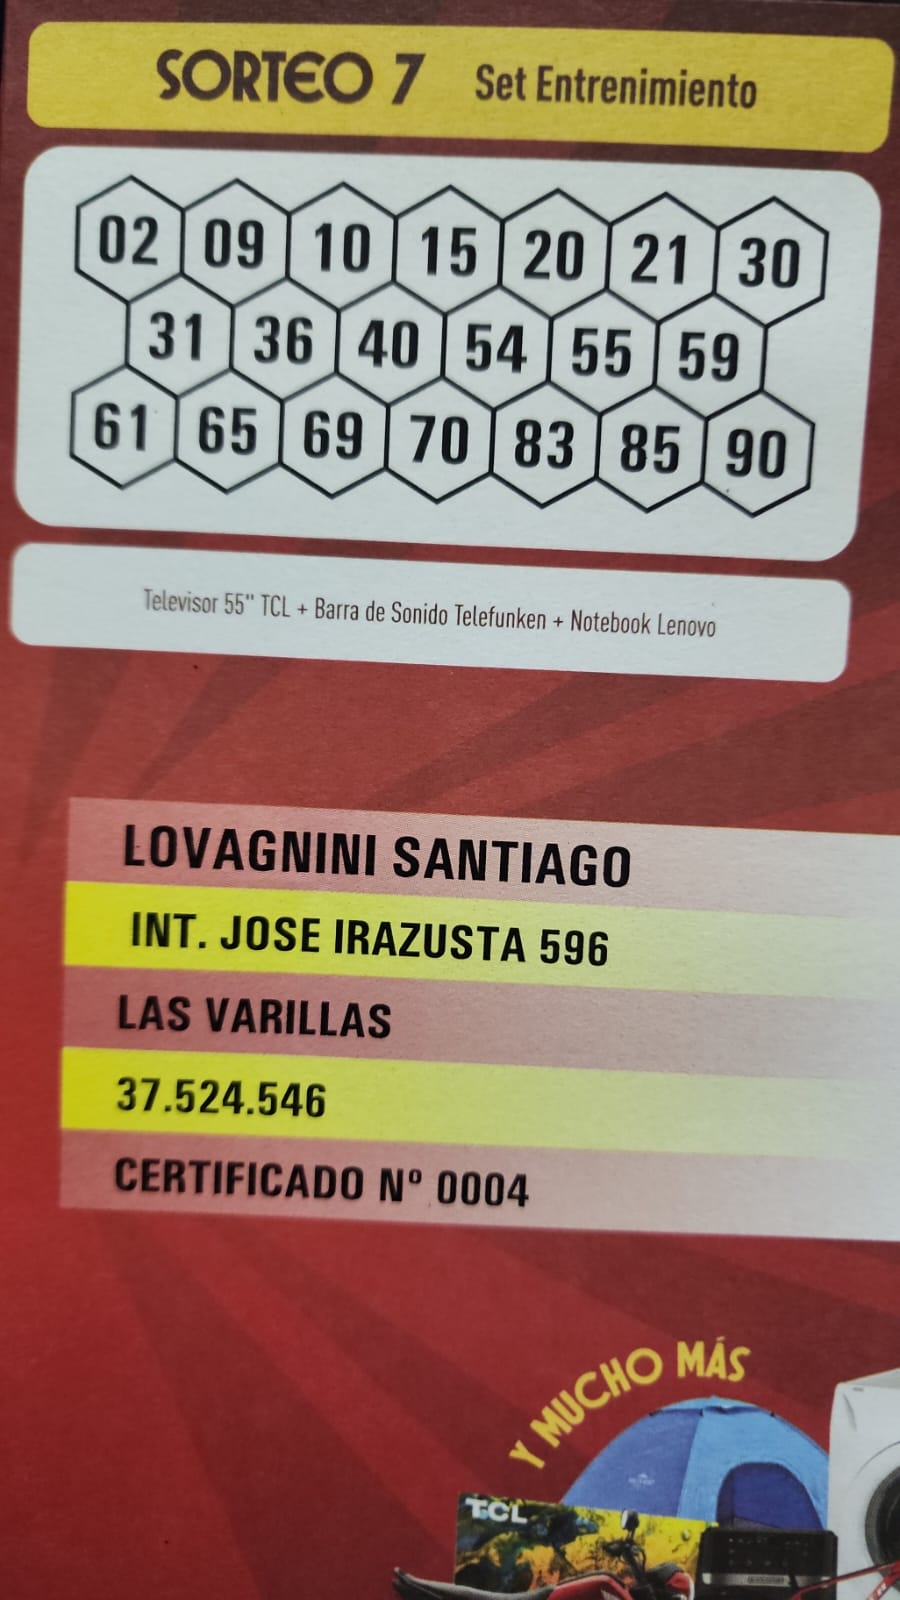 SORTEO 7 Set Entrenimiento
02 09 10 15 20 21 30
31 36 40 54 55 59
61 65 69 70 83 85 90
Televisor 55" TCL + Barra de Sonido Telefunken + Notebook Lenovo
LOVAGNINI SANTIAGO
INT. JOSE IRAZUSTA 596
LAS VARILLAS
37.524.546
CERTIFICADO Nº 0004
Y MUCHO MÁS
TCL